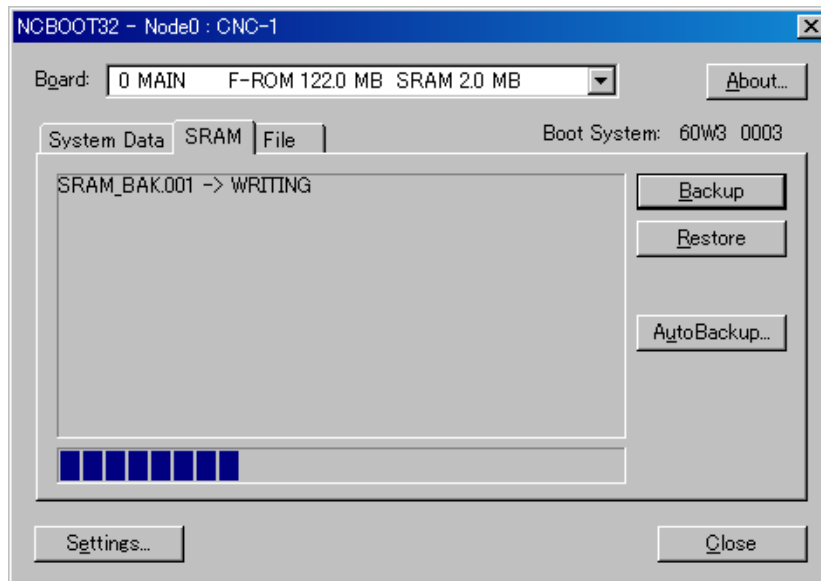 NCBOOT32 - Node0 : CNC-1
Board: 0 MAIN F-ROM 122.0 MB SRAM 2.0 MB About...
System Data SRAM File Boot System: 60W3 0003
SRAM_BAK.001 -> WRITING
Backup
Restore
AutoBackup...
Settings... Close